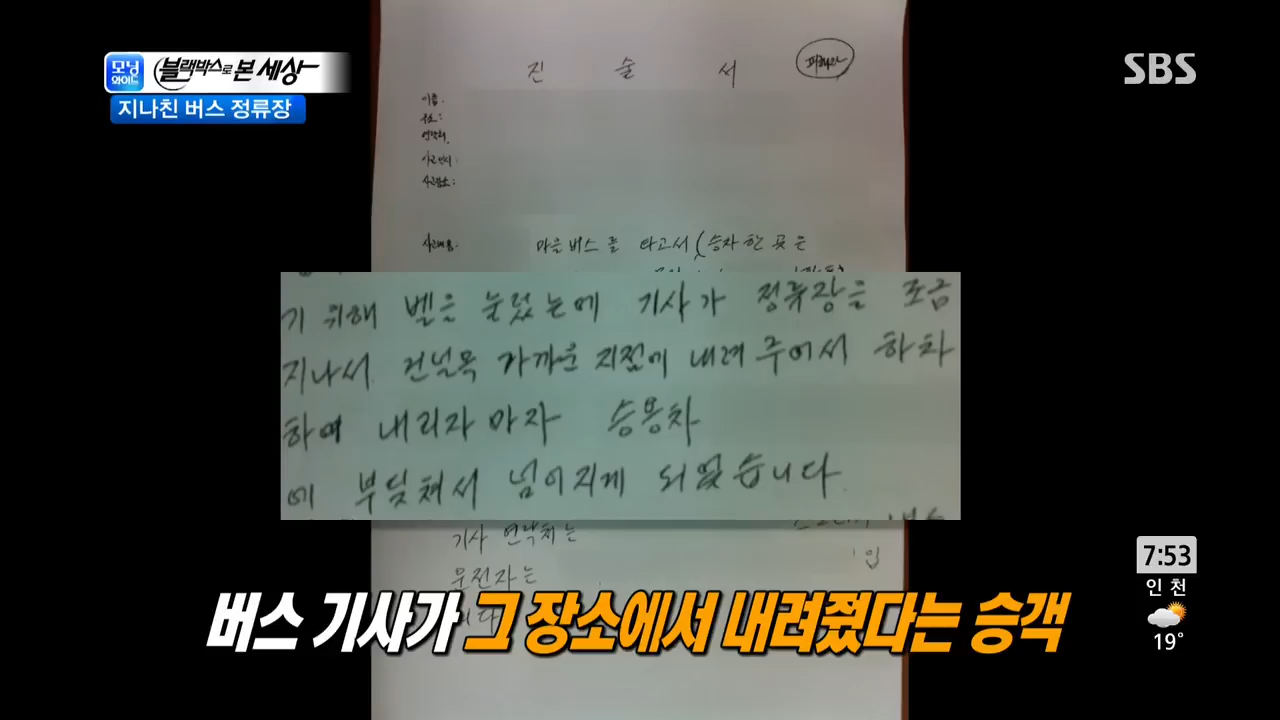 모닝와이드
블랙박스로 본 세상
지나친 버스 정류장
SBS
진 술 서
이름 :
주소 :
연락처.
사고일시 :
사고장소 :
사고내용: 마을버스를 타고서 (승차한 곳은
기 위해 벨을 눌렀는데 기사가 정류장을 조금
지나서 건널목 가까운 지점에 내려 주어서 하차
하여 내리자 마자 승용차
에 부딪쳐서 넘어지게 되었습니다.
기사 연락처는
운전자는
버스 기사가 그 장소에서 내려줬다는 승객
7:53
인천
19°